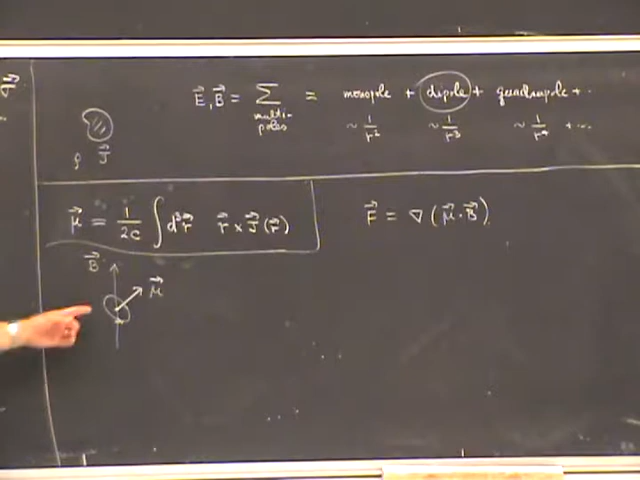 σ⃗
E⃗, B⃗ = Σ = monopole + dipole + quadrupole + ..
multi-
poles
~ 1/r² ~ 1/r³ ~ 1/r⁴ + ...
ρ J⃗
μ⃗ = 1/2c ∫ d³r⃗ r⃗ × J⃗(r⃗)
F⃗ = ∇(μ⃗·B⃗)
B⃗
μ⃗